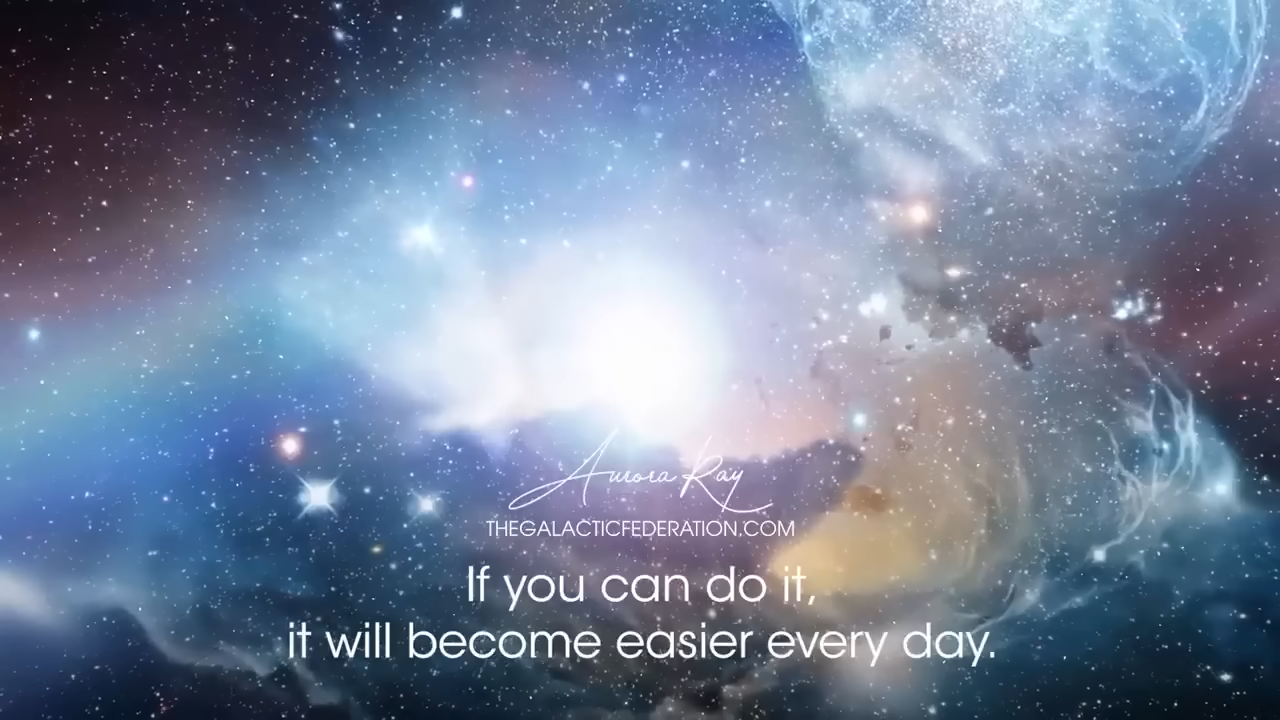 Aurora Ray
THEGALACTICFEDERATION.COM
If you can do it,
it will become easier every day.